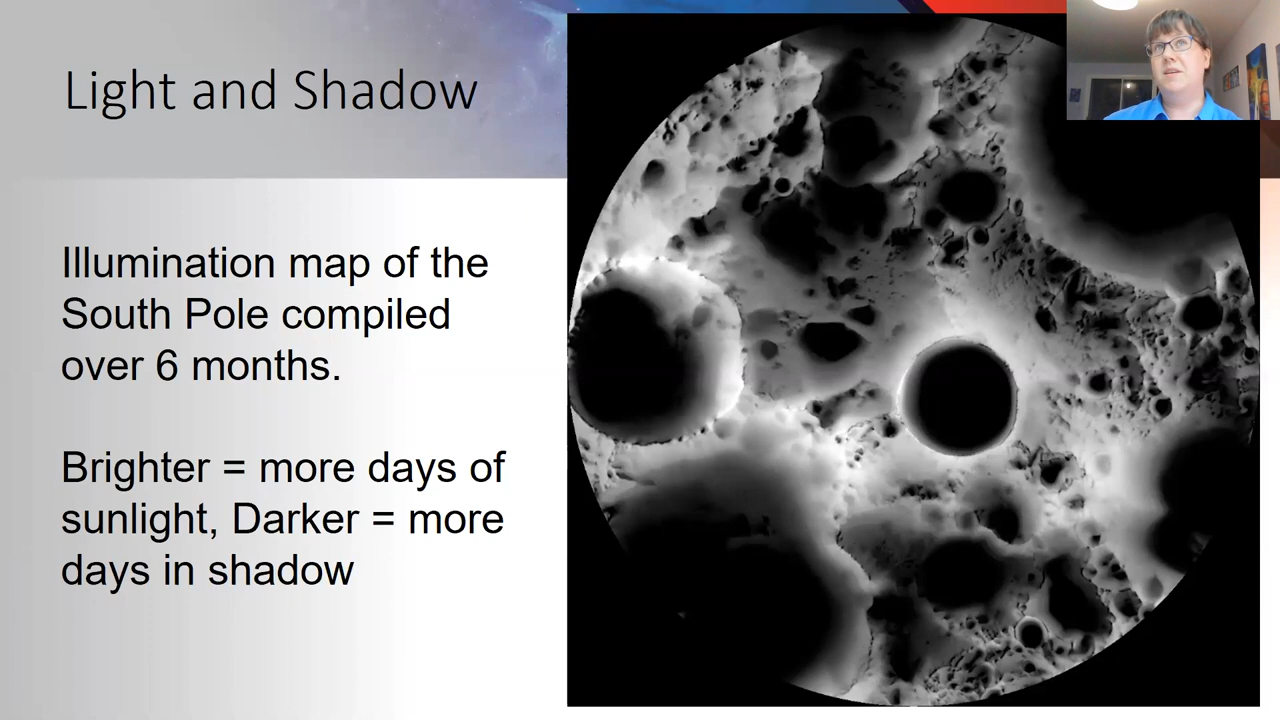 Light and Shadow
Illumination map of the
South Pole compiled
over 6 months.
Brighter = more days of
sunlight, Darker = more
days in shadow